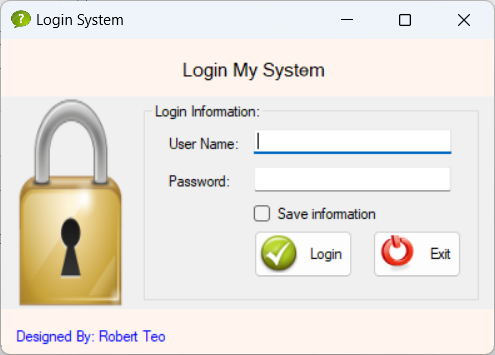 Login System
Login My System
Login Information:
User Name:
Password:
Save information
Login Exit
Designed By: Robert Teo